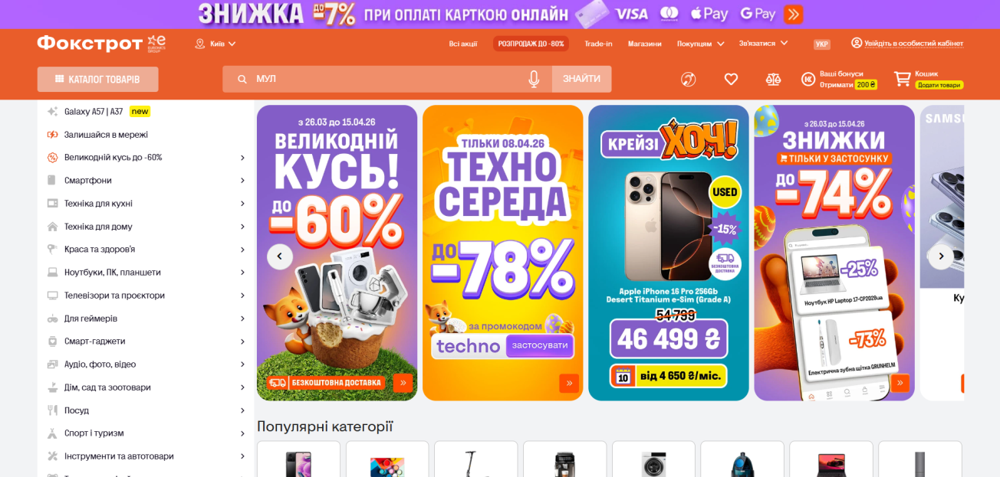 ЗНИЖКА до -7% ПРИ ОПЛАТІ КАРТКОЮ ОНЛАЙН VISA Pay G Pay
Фокстрот
Київ
Всі акції
РОЗПРОДАЖ ДО -80%
Trade-in
Магазини
Покупцям
Зв'язатися
УКР
Увійдіть в особистий кабінет
КАТАЛОГ ТОВАРІВ
МУЛ
ЗНАЙТИ
Ваші бонуси
Отримати 200 ₴
Кошик
Додати товари
Galaxy A57 | A37 new
Залишайся в мережі
Великодній кусь до -60%
Смартфони
Техніка для кухні
Техніка для дому
Краса та здоров'я
Ноутбуки, ПК, планшети
Телевізори та проєктори
Для геймерів
Смарт-гаджети
Аудіо, фото, відео
Дім, сад та зоотовари
Посуд
Спорт і туризм
Інструменти та автотовари
з 26.03 до 15.04.26
ВЕЛИКОДНІЙ
КУСЬ!
ДО
-60%
БЕЗКОШТОВНА ДОСТАВКА
ТІЛЬКИ 08.04.26
ТЕХНО
СЕРЕДА
ДО
-78%
за промокодом
techno застосувати
КРЕЙЗІ ХОЧ!
USED
-15%
БЕЗКОШТОВНА
ДОСТАВКА
Apple iPhone 16 Pro 256Gb
Desert Titanium e-Sim (Grade A)
54 799
46 499 ₴
10 від 4 650 ₴/міс.
з 26.03 до 15.04.26
ЗНИЖКИ
ТІЛЬКИ У ЗАСТОСУНКУ
ДО
-74%
-25%
Ноутбук HP Laptop 17-CP2028ua
-73%
Електрична зубна щітка GRUNHELM
SAMS
Ку
Популярні категорії